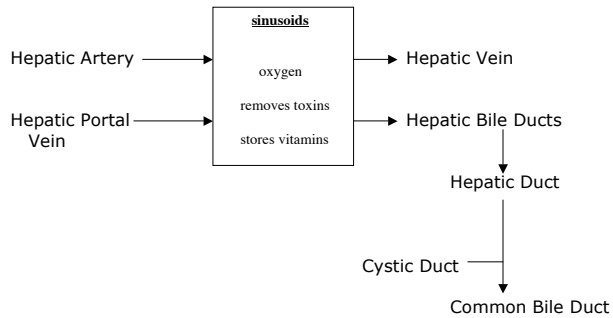 sinusoids
Hepatic Artery
Hepatic Vein
oxygen
removes toxins
Hepatic Portal
Vein
Hepatic Bile Ducts
stores vitamins
Hepatic Duct
Cystic Duct
Common Bile Duct